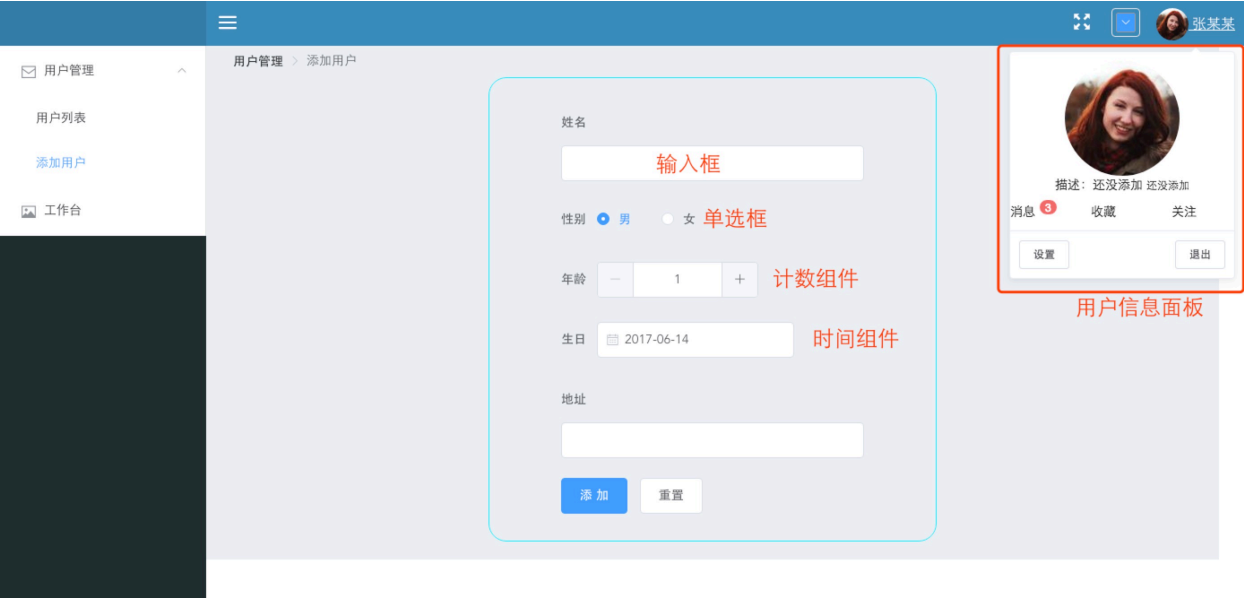 张某某
用户管理
用户列表
添加用户
工作台
用户管理 > 添加用户
姓名
输入框
性别 男 女 单选框
年龄 − 1 + 计数组件
生日 2017-06-14 时间组件
地址
添 加 重置
描述：还没添加 还没添加
消息 3 收藏 关注
设置 退出
用户信息面板